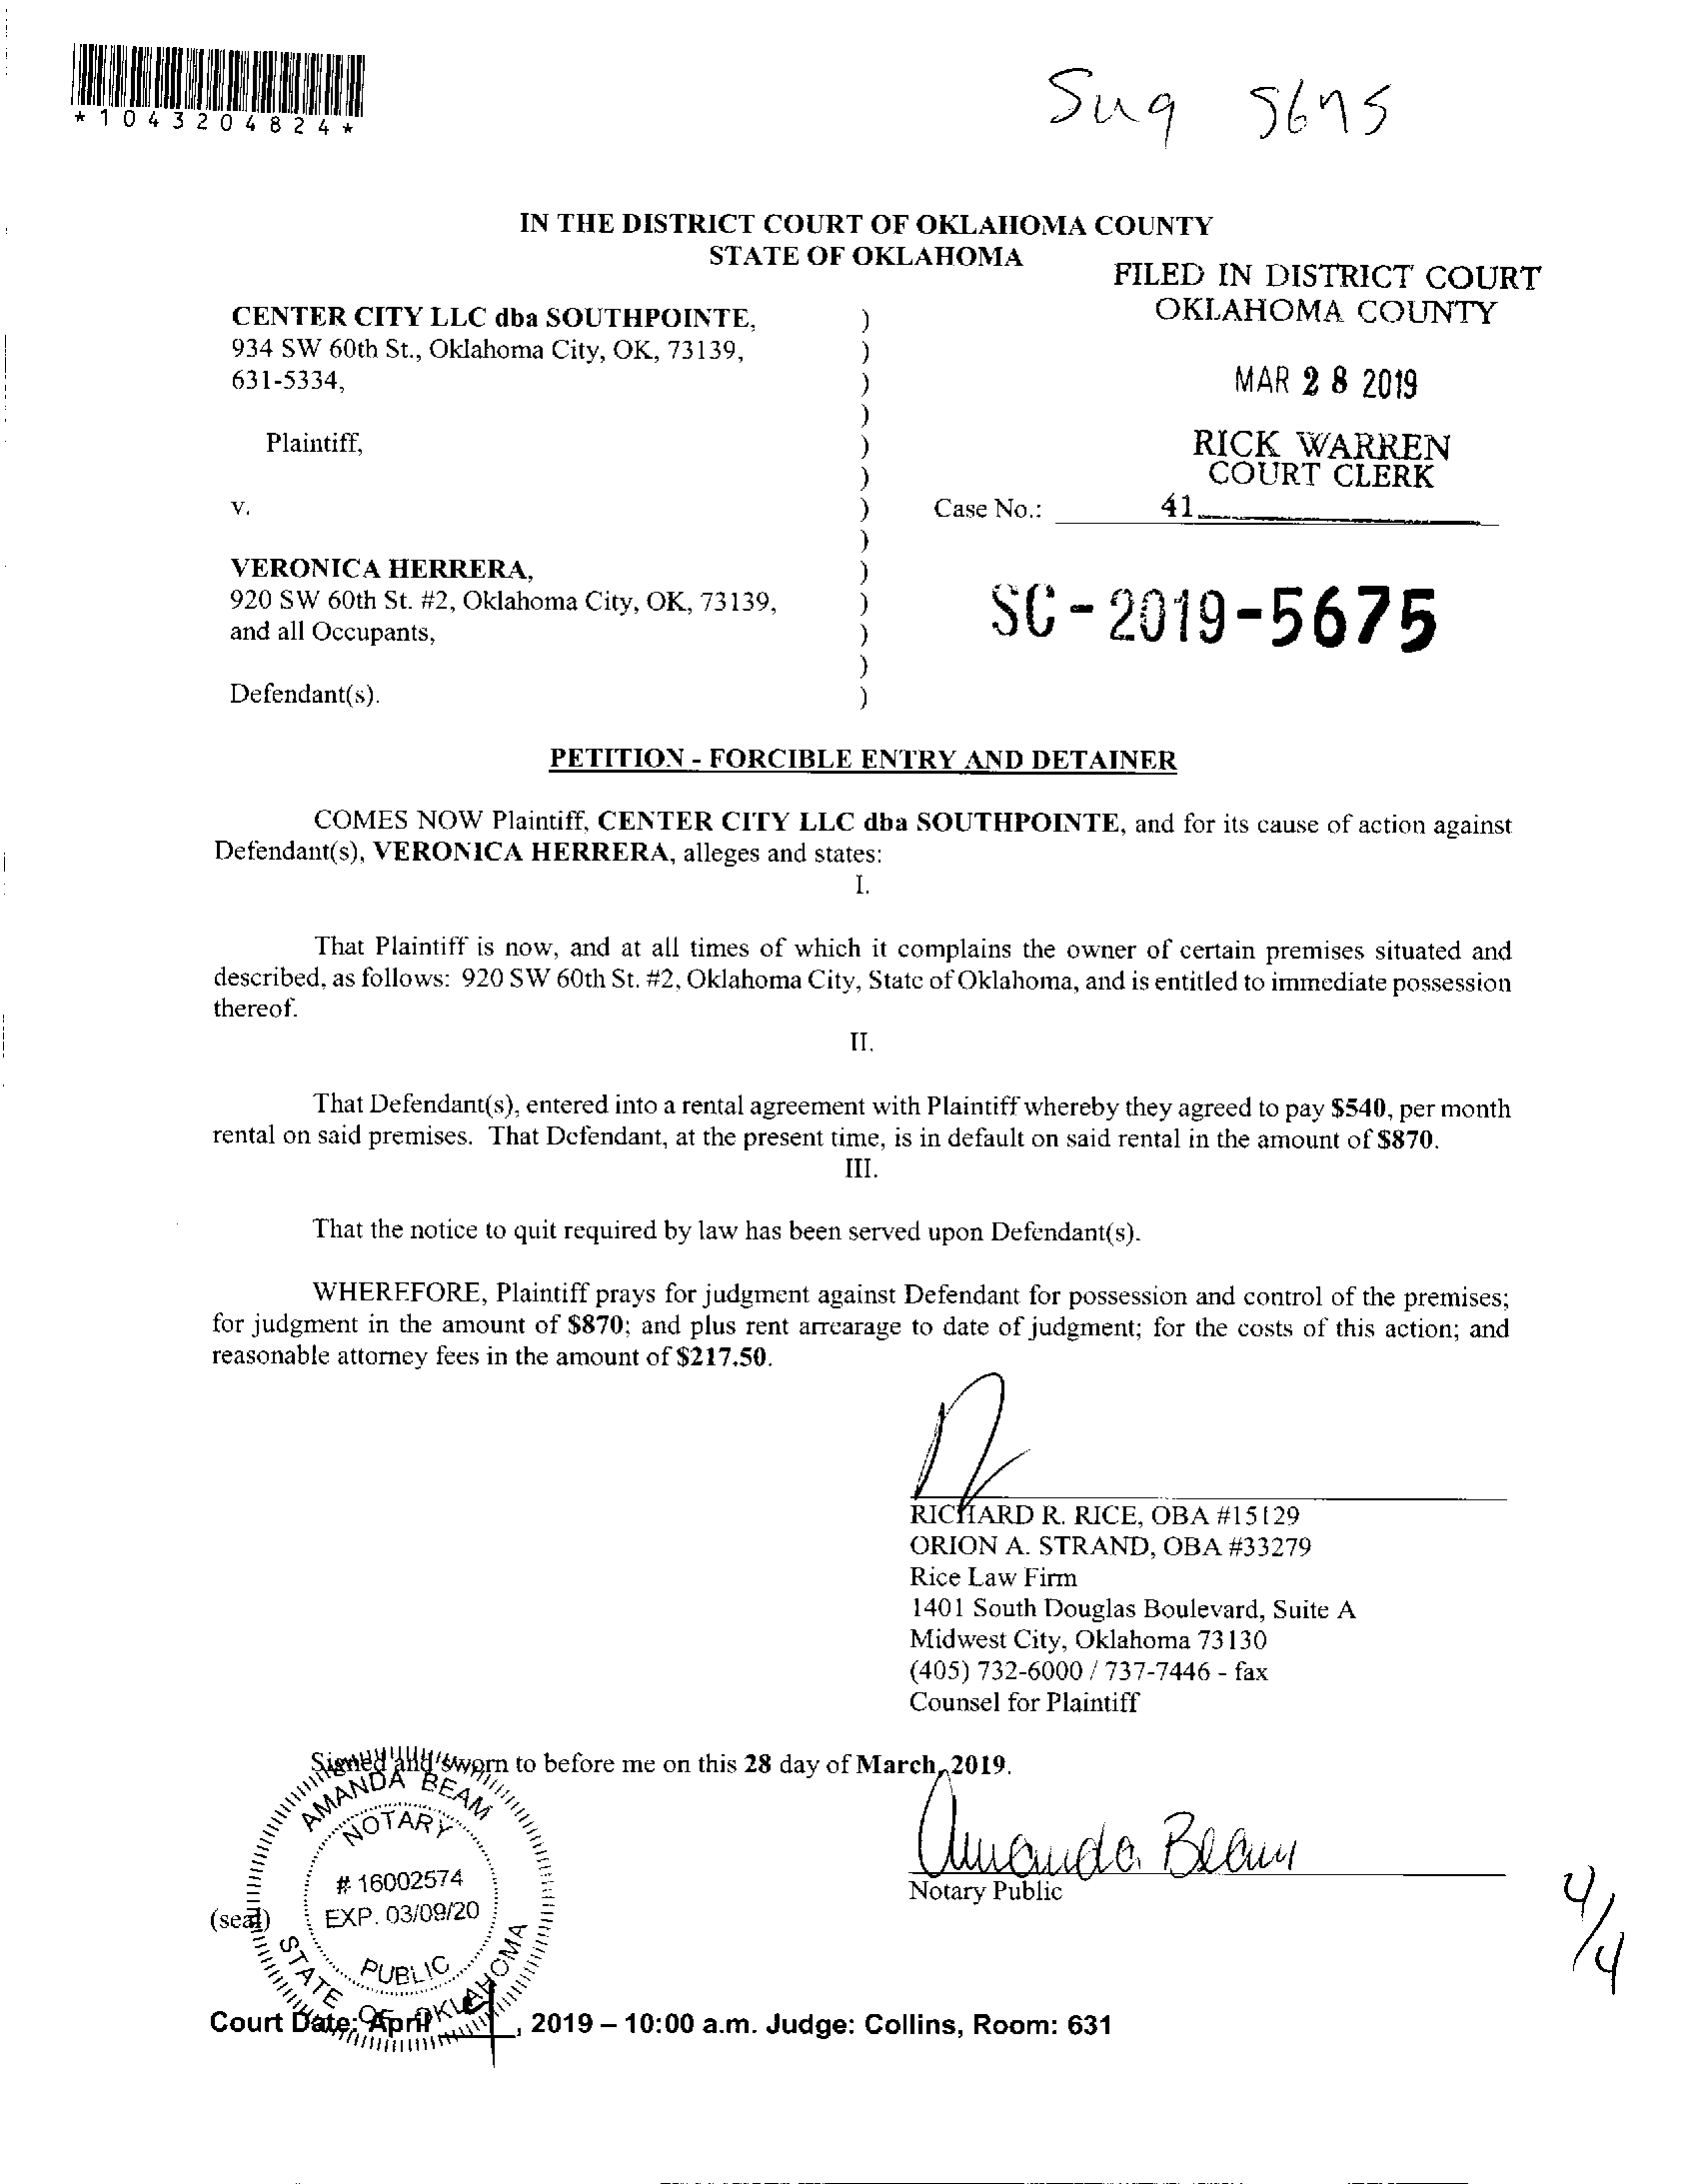 *1043204824*
Sug 5675
IN THE DISTRICT COURT OF OKLAHOMA COUNTY
STATE OF OKLAHOMA
FILED IN DISTRICT COURT
OKLAHOMA COUNTY
MAR 28 2019
RICK WARREN
COURT CLERK
41
CENTER CITY LLC dba SOUTHPOINTE, )
934 SW 60th St., Oklahoma City, OK, 73139, )
631-5334, )
)
Plaintiff, )
)
v. ) Case No.:
)
VERONICA HERRERA, )
920 SW 60th St. #2, Oklahoma City, OK, 73139, )
and all Occupants, )
)
Defendant(s). )
SC-2019-5675
PETITION - FORCIBLE ENTRY AND DETAINER
COMES NOW Plaintiff, CENTER CITY LLC dba SOUTHPOINTE, and for its cause of action against
Defendant(s), VERONICA HERRERA, alleges and states:
I.
That Plaintiff is now, and at all times of which it complains the owner of certain premises situated and
described, as follows: 920 SW 60th St. #2, Oklahoma City, State of Oklahoma, and is entitled to immediate possession
thereof.
II.
That Defendant(s), entered into a rental agreement with Plaintiff whereby they agreed to pay $540, per month
rental on said premises. That Defendant, at the present time, is in default on said rental in the amount of $870.
III.
That the notice to quit required by law has been served upon Defendant(s).
WHEREFORE, Plaintiff prays for judgment against Defendant for possession and control of the premises;
for judgment in the amount of $870; and plus rent arrearage to date of judgment; for the costs of this action; and
reasonable attorney fees in the amount of $217.50.
RICHARD R. RICE, OBA #15129
ORION A. STRAND, OBA #33279
Rice Law Firm
1401 South Douglas Boulevard, Suite A
Midwest City, Oklahoma 73130
(405) 732-6000 / 737-7446 - fax
Counsel for Plaintiff
Signed and sworn to before me on this 28 day of March, 2019.
Amanda Beam
Notary Public
AMANDA BEAM
NOTARY
# 16002574
EXP. 03/09/20
PUBLIC
STATE OF OKLAHOMA
(seal)
4/4
Court Date: April 4, 2019 – 10:00 a.m. Judge: Collins, Room: 631